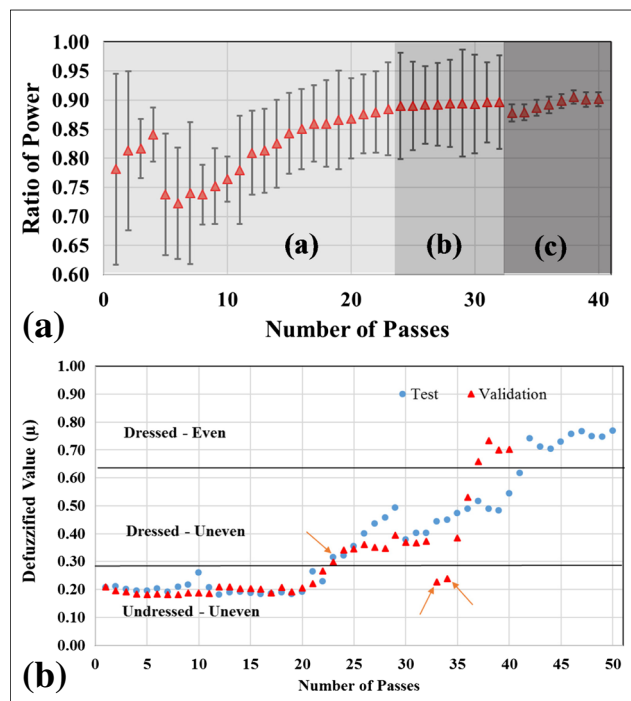 1.00
0.95
0.90
0.85
0.80
0.75
0.70
0.65
0.60
Ratio of Power
(a) (b) (c)
0 10 20 30 40
Number of Passes
(a)
1.00
0.90
0.80
0.70
0.60
0.50
0.40
0.30
0.20
0.10
0.00
Defuzzified Value (μ)
Test Validation
Dressed - Even
Dressed - Uneven
Undressed - Uneven
0 5 10 15 20 25 30 35 40 45 50
Number of Passes
(b)